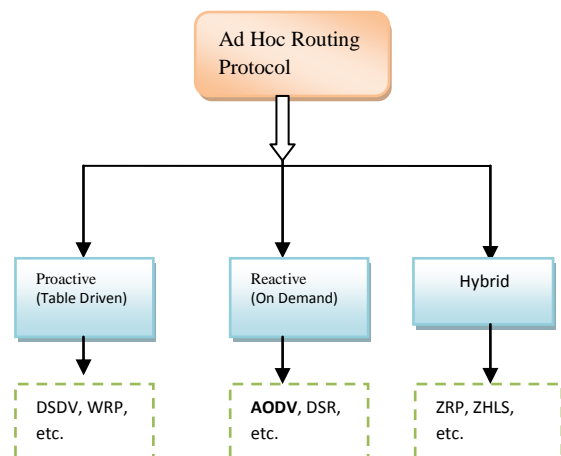 Ad Hoc Routing
Protocol
Proactive
(Table Driven)
Reactive
(On Demand)
Hybrid
DSDV, WRP,
etc.
AODV, DSR,
etc.
ZRP, ZHLS,
etc.